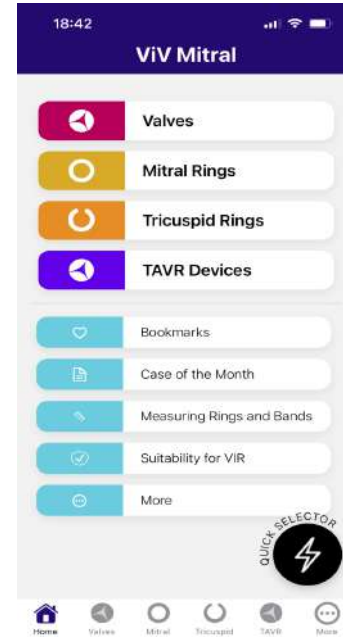 18:42
ViV Mitral
Valves
Mitral Rings
Tricuspid Rings
TAVR Devices
Bookmarks
Case of the Month
Measuring Rings and Bands
Suitability for VIR
More
QUICK SELECTOR
Home Valves Mitral Tricuspid TAVR More